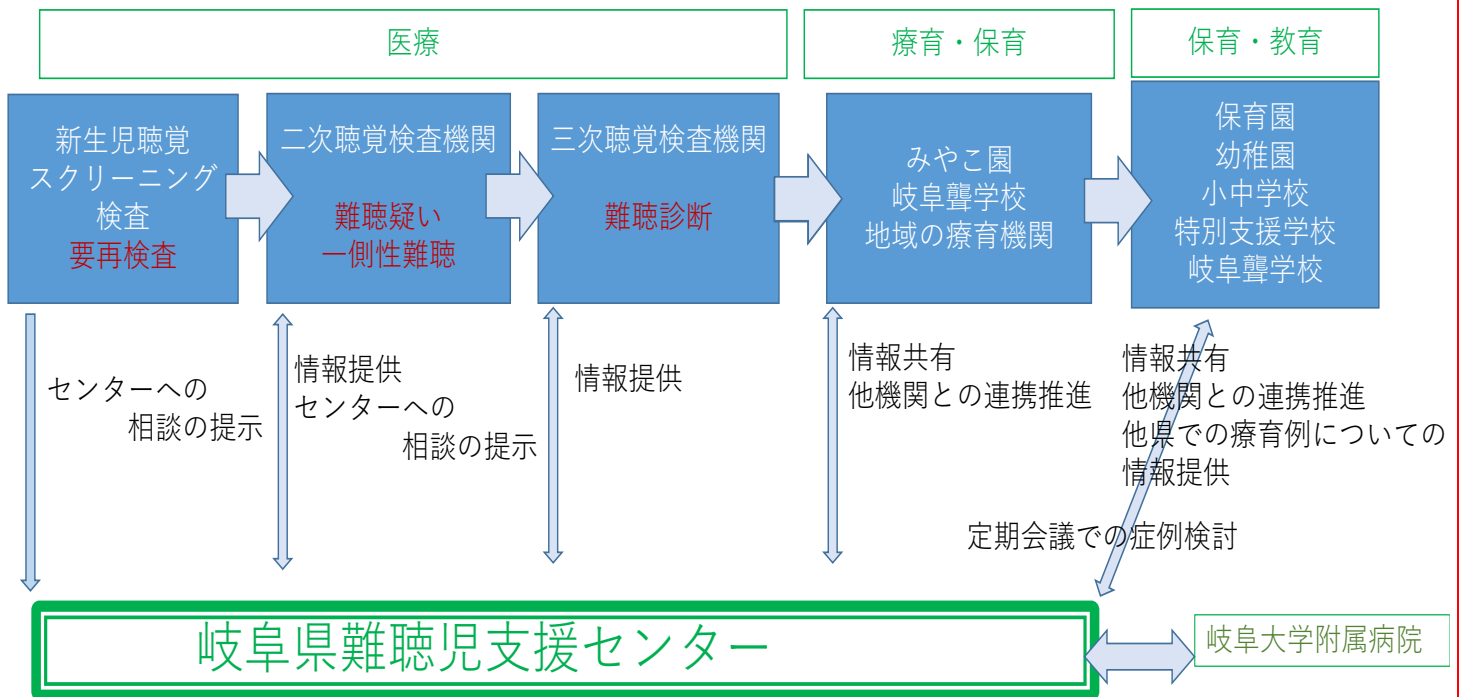 医療
療育・保育
保育・教育
新生児聴覚
スクリーニング
検査
要再検査
二次聴覚検査機関
難聴疑い
一側性難聴
三次聴覚検査機関
難聴診断
みやこ園
岐阜聾学校
地域の療育機関
保育園
幼稚園
小中学校
特別支援学校
岐阜聾学校
センターへの
相談の提示
情報提供
センターへの
相談の提示
情報提供
情報共有
他機関との連携推進
情報共有
他機関との連携推進
他県での療育例についての
情報提供
定期会議での症例検討
岐阜県難聴児支援センター
岐阜大学附属病院